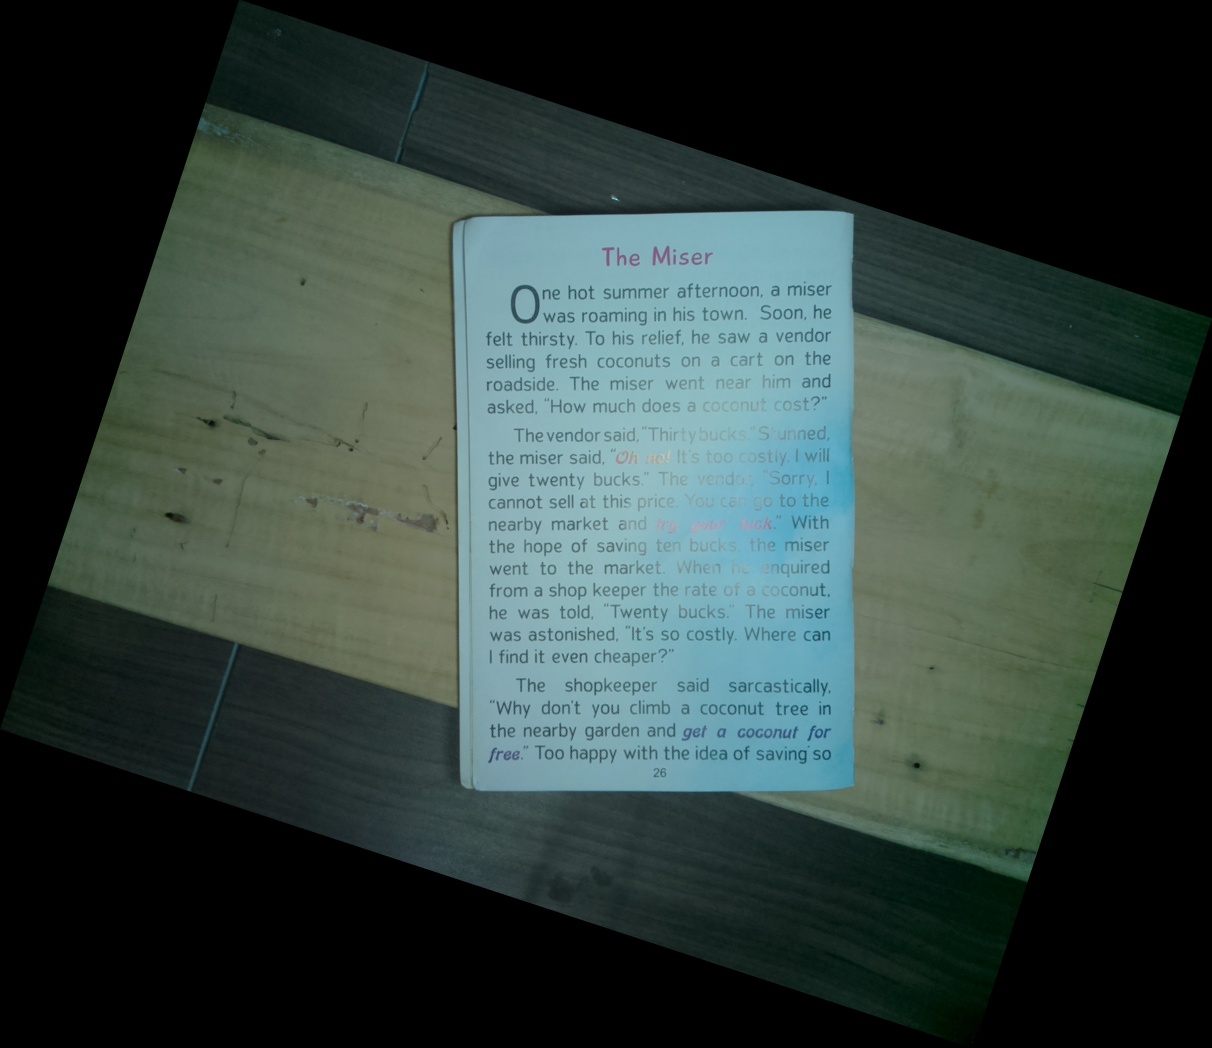 The Miser
One hot summer afternoon, a miser
was roaming in his town. Soon, he
felt thirsty. To his relief, he saw a vendor
selling fresh coconuts on a cart on the
roadside. The miser went near him and
asked, "How much does a coconut cost?"
The vendor said, "Thirty bucks." Stunned,
the miser said, "Oh no! It's too costly. I will
give twenty bucks." The vendor, "Sorry, I
cannot sell at this price. You can go to the
nearby market and try your luck." With
the hope of saving ten bucks, the miser
went to the market. When he enquired
from a shop keeper the rate of a coconut,
he was told, "Twenty bucks." The miser
was astonished, "It's so costly. Where can
I find it even cheaper?"
The shopkeeper said sarcastically,
"Why don't you climb a coconut tree in
the nearby garden and get a coconut for
free." Too happy with the idea of saving so
26